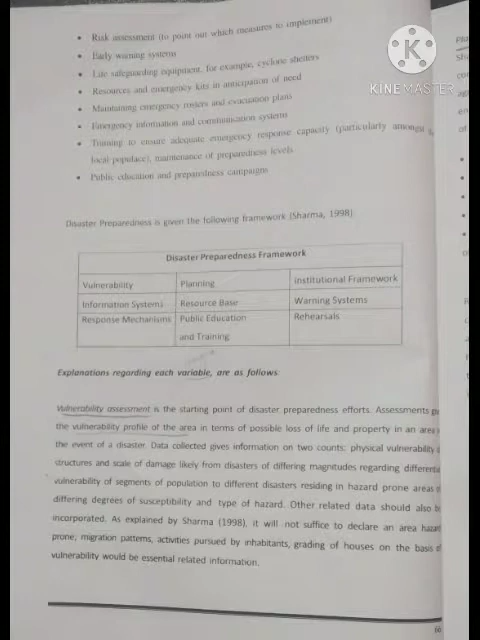 • Risk assessment (to point out which measures to implement)
• Early warning systems
• Life safeguarding equipment, for example, cyclone shelters
• Resources and emergency kits in anticipation of need
• Maintaining emergency rosters and evacuation plans
• Emergency information and communication systems
• Training to ensure adequate emergency response capacity (particularly amongst
local populace), maintenance of preparedness levels
• Public education and preparedness campaigns
KINEMASTER
Disaster Preparedness is given the following framework (Sharma, 1998)
Disaster Preparedness Framework
Vulnerability Planning Institutional Framework
Information Systems Resource Base Warning Systems
Response Mechanisms Public Education Rehearsals
and Training
Explanations regarding each variable, are as follows
Vulnerability assessment is the starting point of disaster preparedness efforts. Assessments
the vulnerability profile of the area in terms of possible loss of life and property in an area
the event of a disaster. Data collected gives information on two counts: physical vulnerability
structures and scale of damage likely from disasters of differing magnitudes regarding
vulnerability of segments of population to different disasters residing in hazard prone areas
differing degrees of susceptibility and type of hazard. Other related data should also
incorporated. As explained by Sharma (1998), it will not suffice to declare an area
prone; migration patterns, activities pursued by inhabitants, grading of houses on the basis
vulnerability would be essential related information.